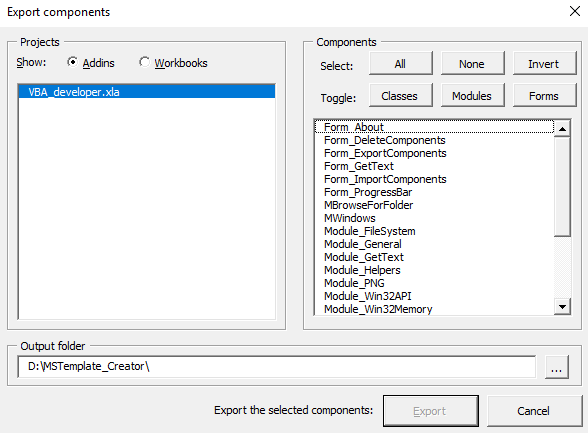 Export components
Projects
Show: Addins Workbooks
VBA_developer.xla
Components
Select: All None Invert
Toggle: Classes Modules Forms
Form_About
Form_DeleteComponents
Form_ExportComponents
Form_GetText
Form_ImportComponents
Form_ProgressBar
MBrowseForFolder
MWindows
Module_FileSystem
Module_General
Module_GetText
Module_Helpers
Module_PNG
Module_Win32API
Module_Win32Memory
Output folder
D:\MSTemplate_Creator\ ...
Export the selected components: Export Cancel